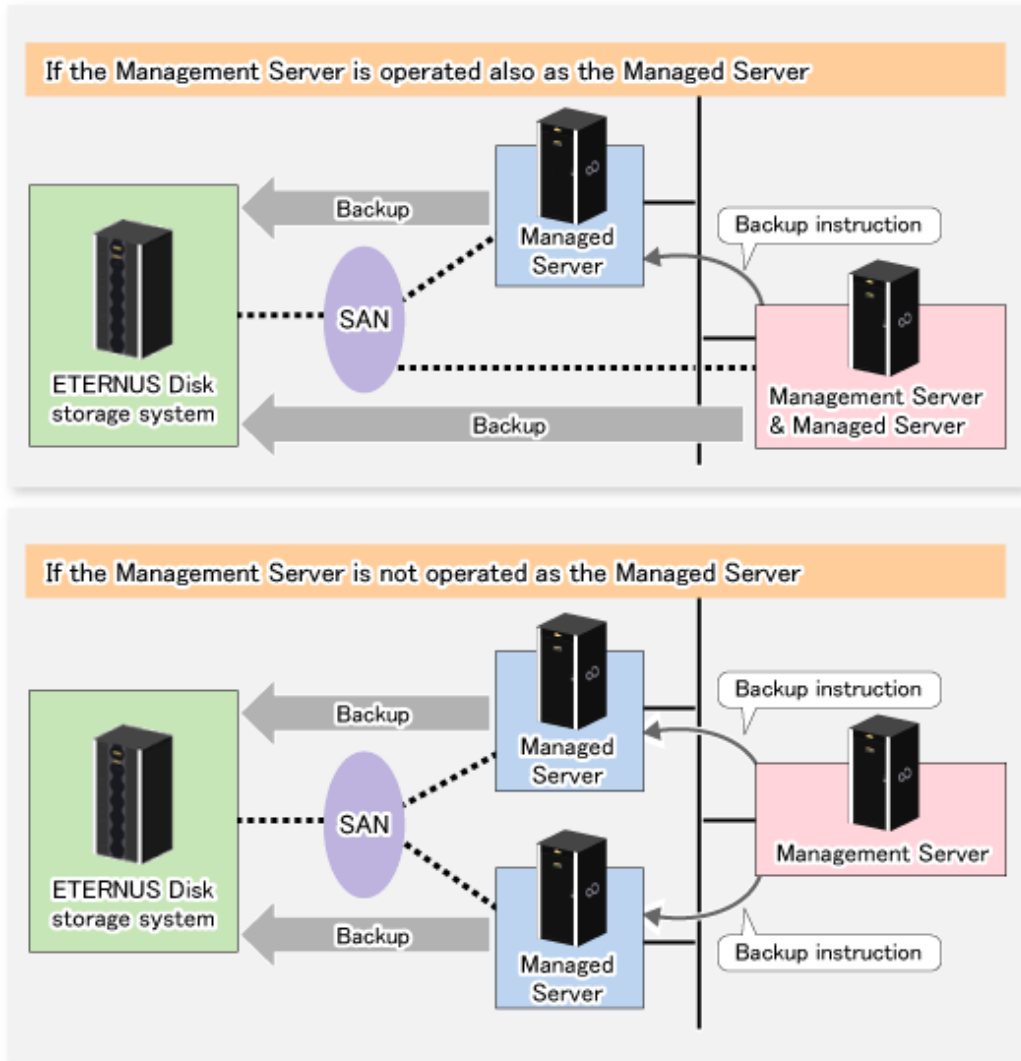 If the Management Server is operated also as the Managed Server
Backup
Managed
Server
Backup instruction
SAN
ETERNUS Disk
storage system
Management Server
& Managed Server
Backup
If the Management Server is not operated as the Managed Server
Backup
Managed
Server
Backup instruction
SAN
Management Server
ETERNUS Disk
storage system
Backup
Managed
Server
Backup instruction